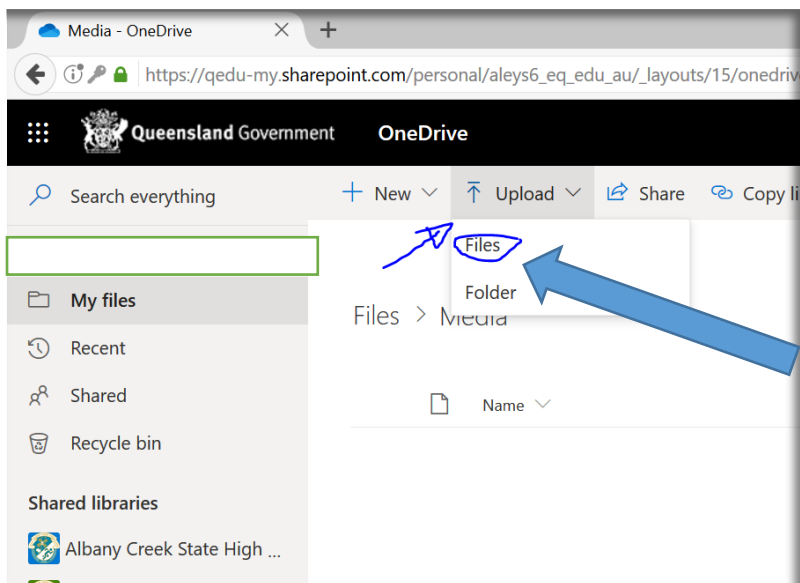 Media - OneDrive
https://qedu-my.sharepoint.com/personal/aleys6_eq_edu_au/_layouts/15/onedriv
Queensland Government OneDrive
Search everything
New Upload Share Copy li
Files
Folder
My files
Files > Media
Recent
Shared
Name
Recycle bin
Shared libraries
Albany Creek State High ...